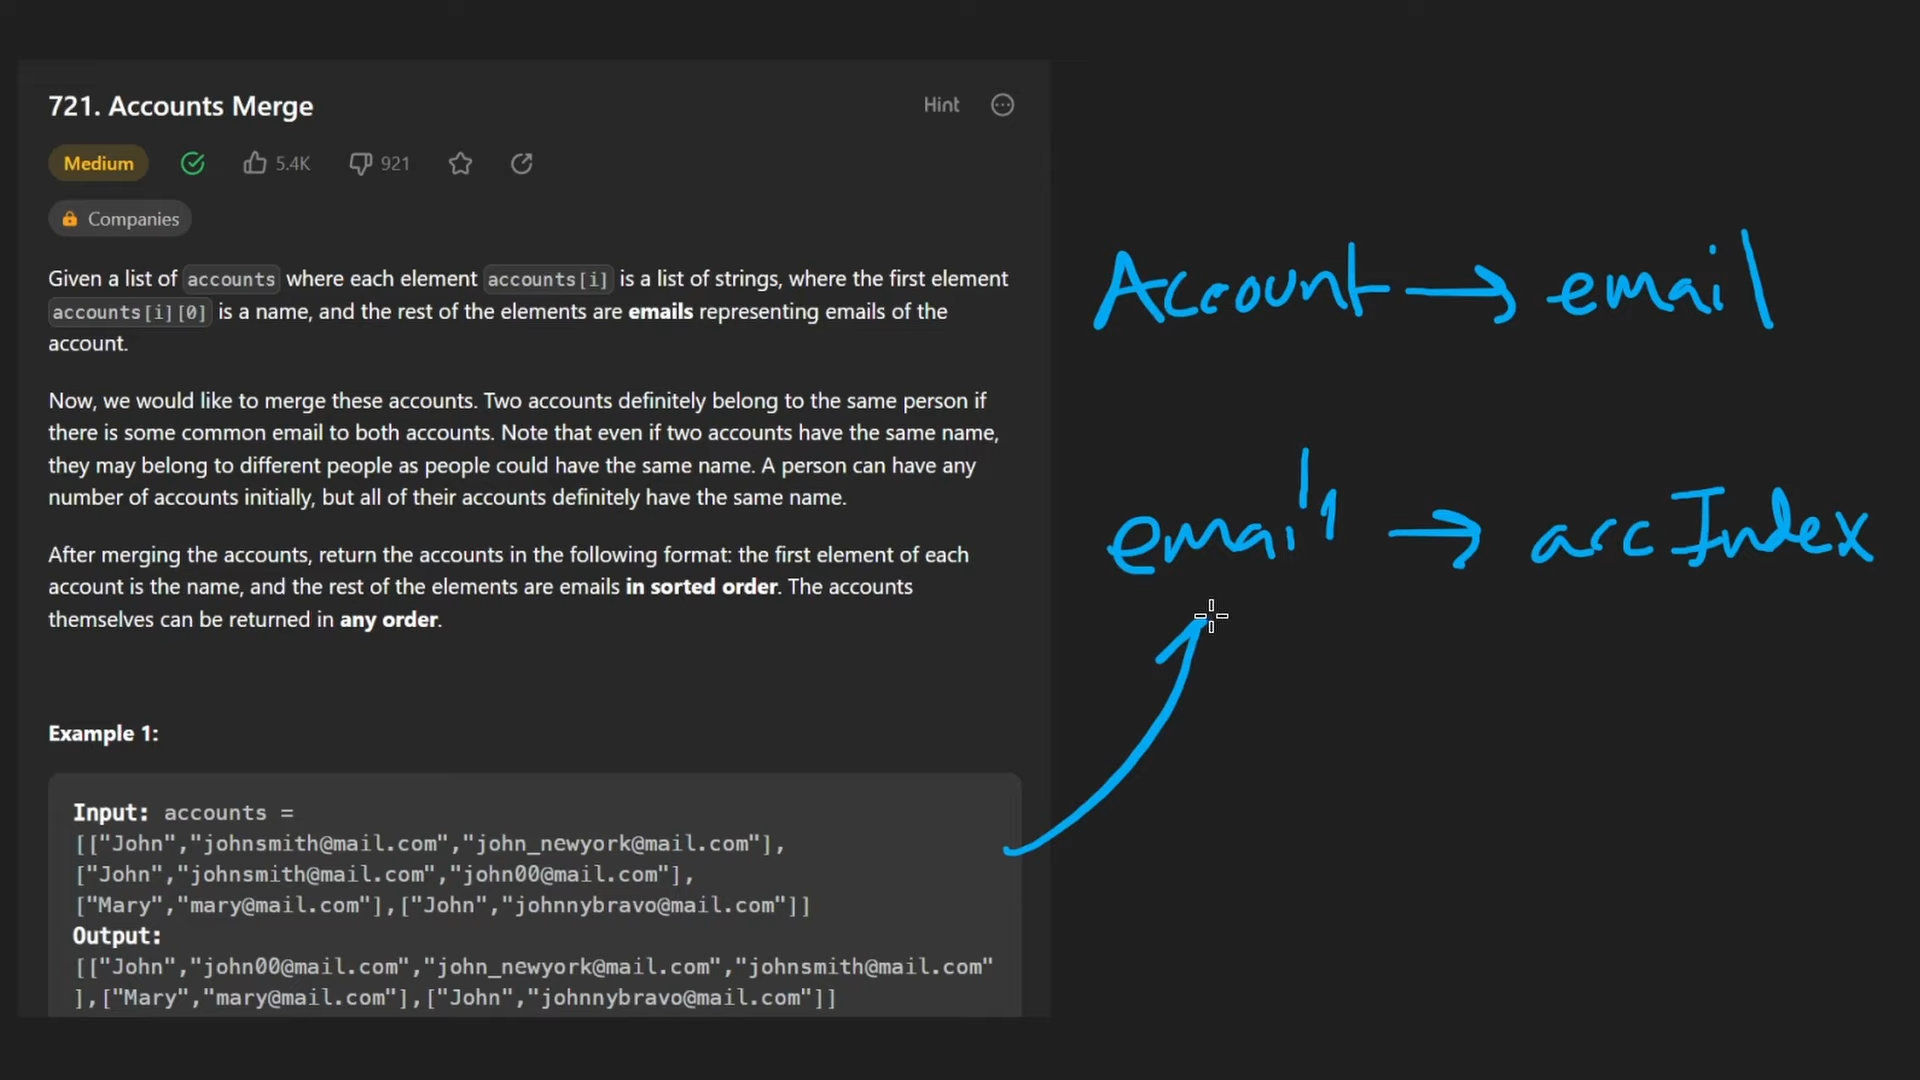 721. Accounts Merge
Hint
Medium
5.4K
921
Companies
Given a list of accounts where each element accounts[i] is a list of strings, where the first element
accounts[i][0] is a name, and the rest of the elements are emails representing emails of the
account.
Now, we would like to merge these accounts. Two accounts definitely belong to the same person if
there is some common email to both accounts. Note that even if two accounts have the same name,
they may belong to different people as people could have the same name. A person can have any
number of accounts initially, but all of their accounts definitely have the same name.
After merging the accounts, return the accounts in the following format: the first element of each
account is the name, and the rest of the elements are emails in sorted order. The accounts
themselves can be returned in any order.
Example 1:
Input: accounts =
[["John","johnsmith@mail.com","john_newyork@mail.com"],
["John","johnsmith@mail.com","john00@mail.com"],
["Mary","mary@mail.com"],["John","johnnybravo@mail.com"]]
Output:
[["John","john00@mail.com","john_newyork@mail.com","johnsmith@mail.com"
],["Mary","mary@mail.com"],["John","johnnybravo@mail.com"]]
Account → email
email1 → accIndex